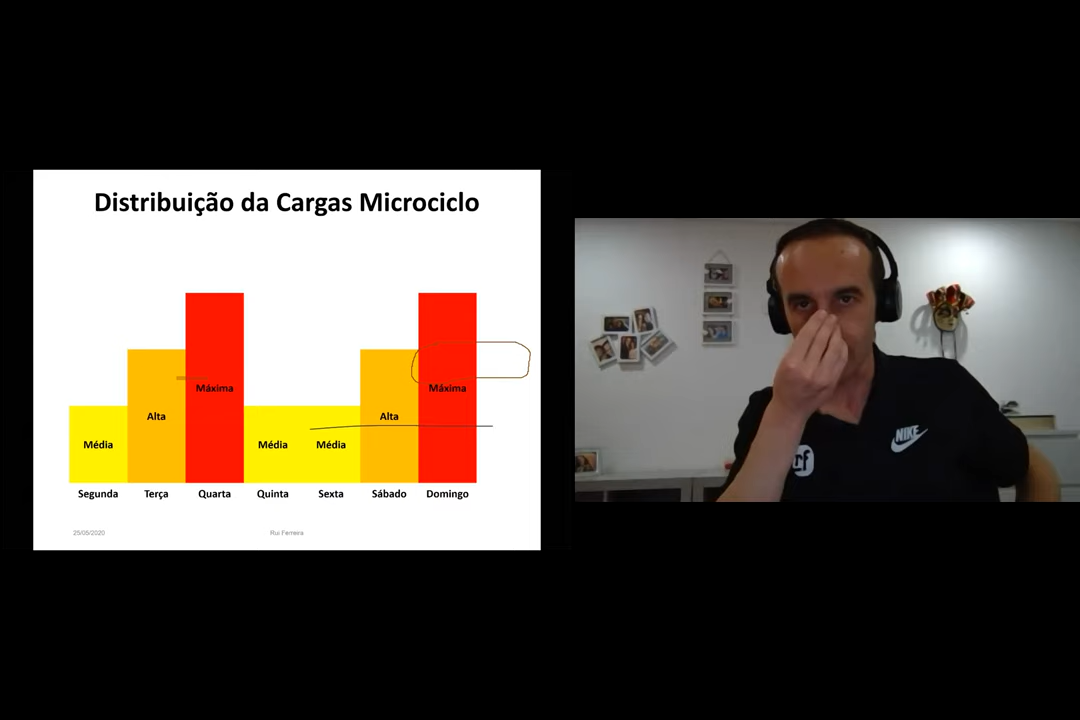 Distribuição da Cargas Microciclo
Máxima Máxima
Alta Alta
Média Média Média
Segunda Terça Quarta Quinta Sexta Sábado Domingo
25/05/2020 Rui Ferreira
NIKE
rf